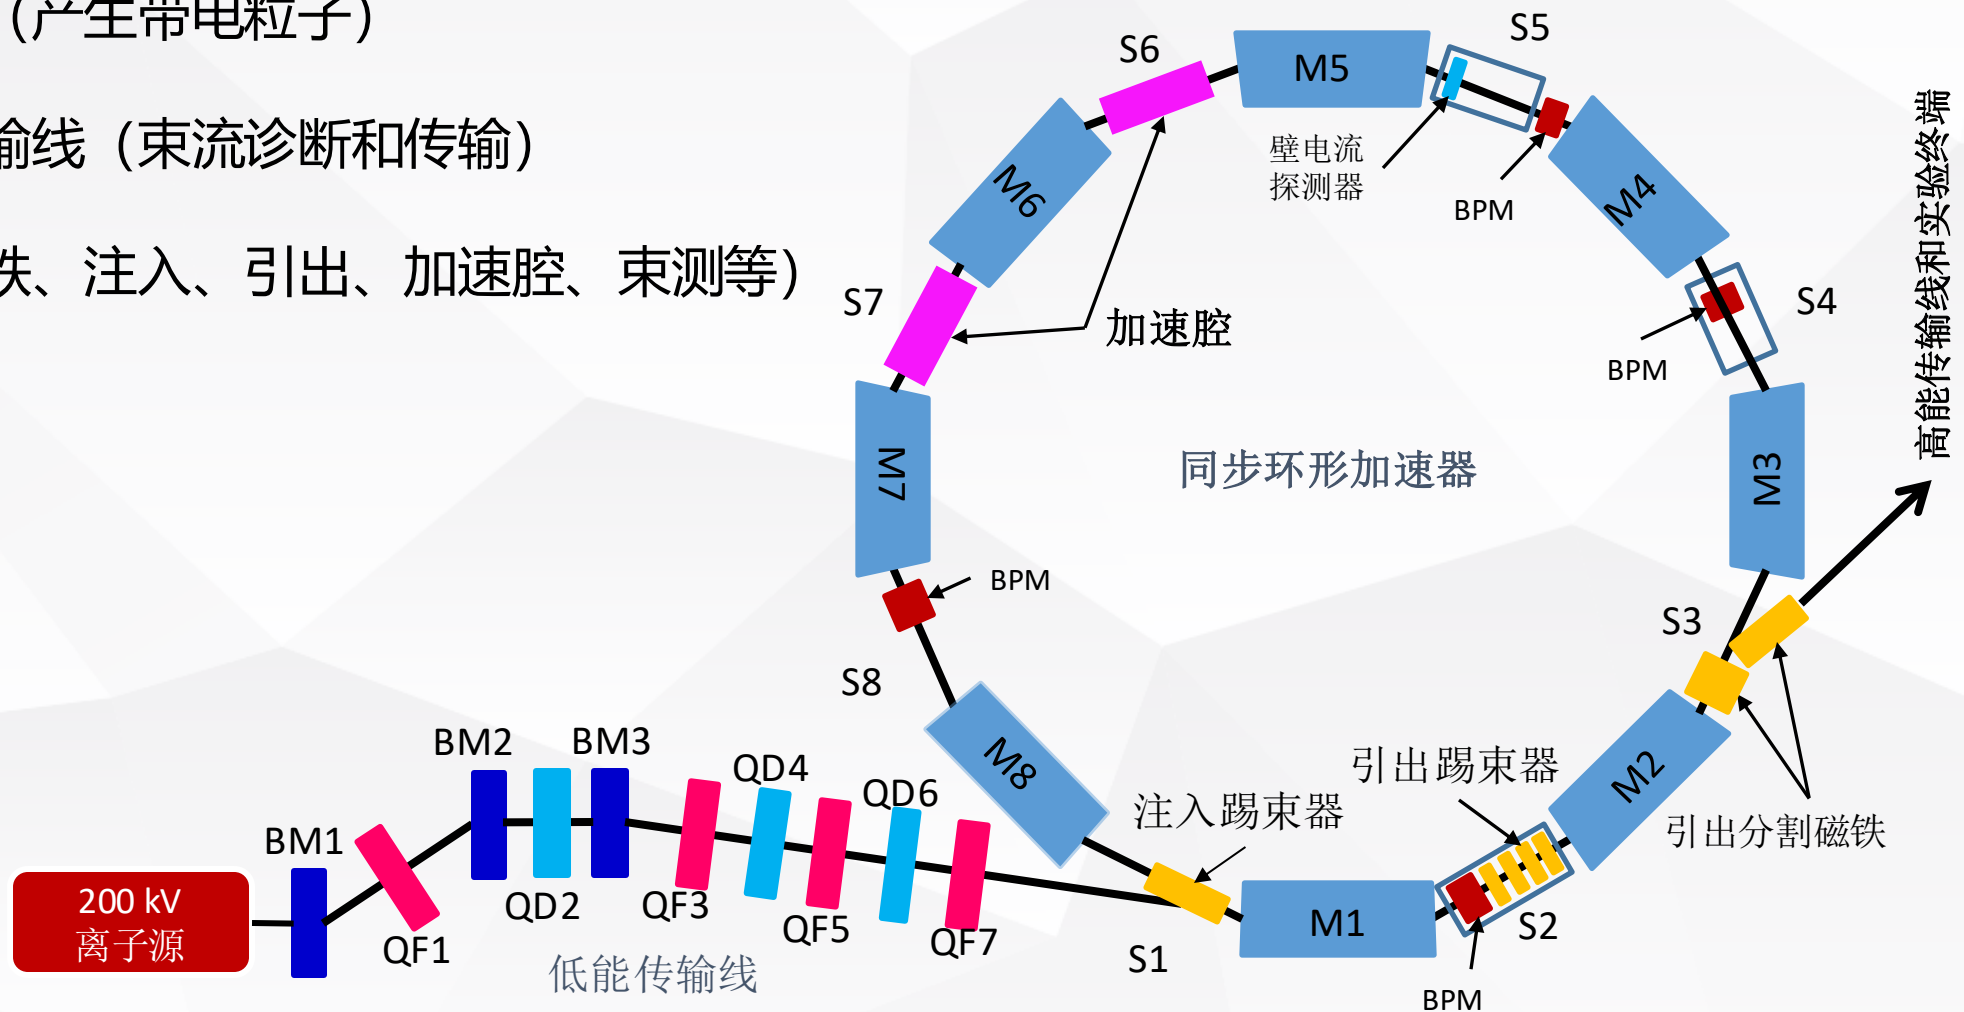 （产生带电粒子）
输线（束流诊断和传输）
铁、注入、引出、加速腔、束测等）
S6
M5
S5
壁电流
探测器
BPM
M6
M4
S7
加速腔
S4
BPM
高能传输线和实验终端
M7
同步环形加速器
M3
BPM
S3
S8
M8
M2
引出踢束器
注入踢束器
引出分割磁铁
BM1
BM2
BM3
QD4
QD6
200 kV
离子源
QF1
QD2
QF3
QF5
QF7
低能传输线
S1
M1
S2
BPM